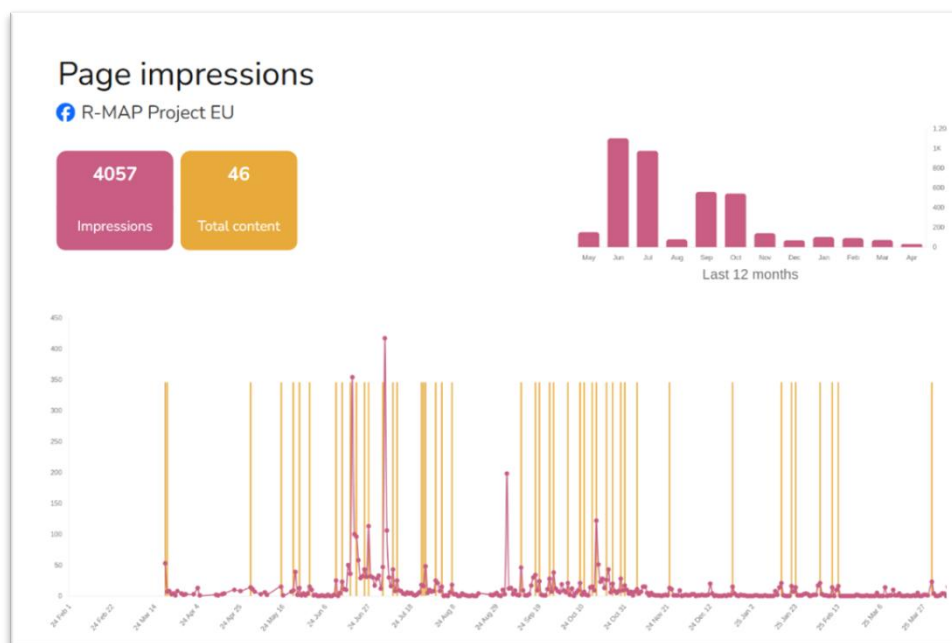 Page impressions
R-MAP Project EU
4057
Impressions
46
Total content
1.20
1K
800
600
400
200
0
May Jun Jul Aug Sep Oct Nov Dec Jan Feb Mar Apr
Last 12 months
450
400
350
300
250
200
150
100
50
0
24 Feb 1 24 Feb 22 24 Mar 14 24 Apr 4 24 Apr 25 24 May 16 24 Jun 6 24 Jun 27 24 Jul 18 24 Aug 8 24 Aug 29 24 Sep 19 24 Oct 10 24 Oct 31 24 Nov 21 24 Dec 12 25 Jan 3 25 Jan 23 25 Feb 13 25 Mar 6 25 Mar 27